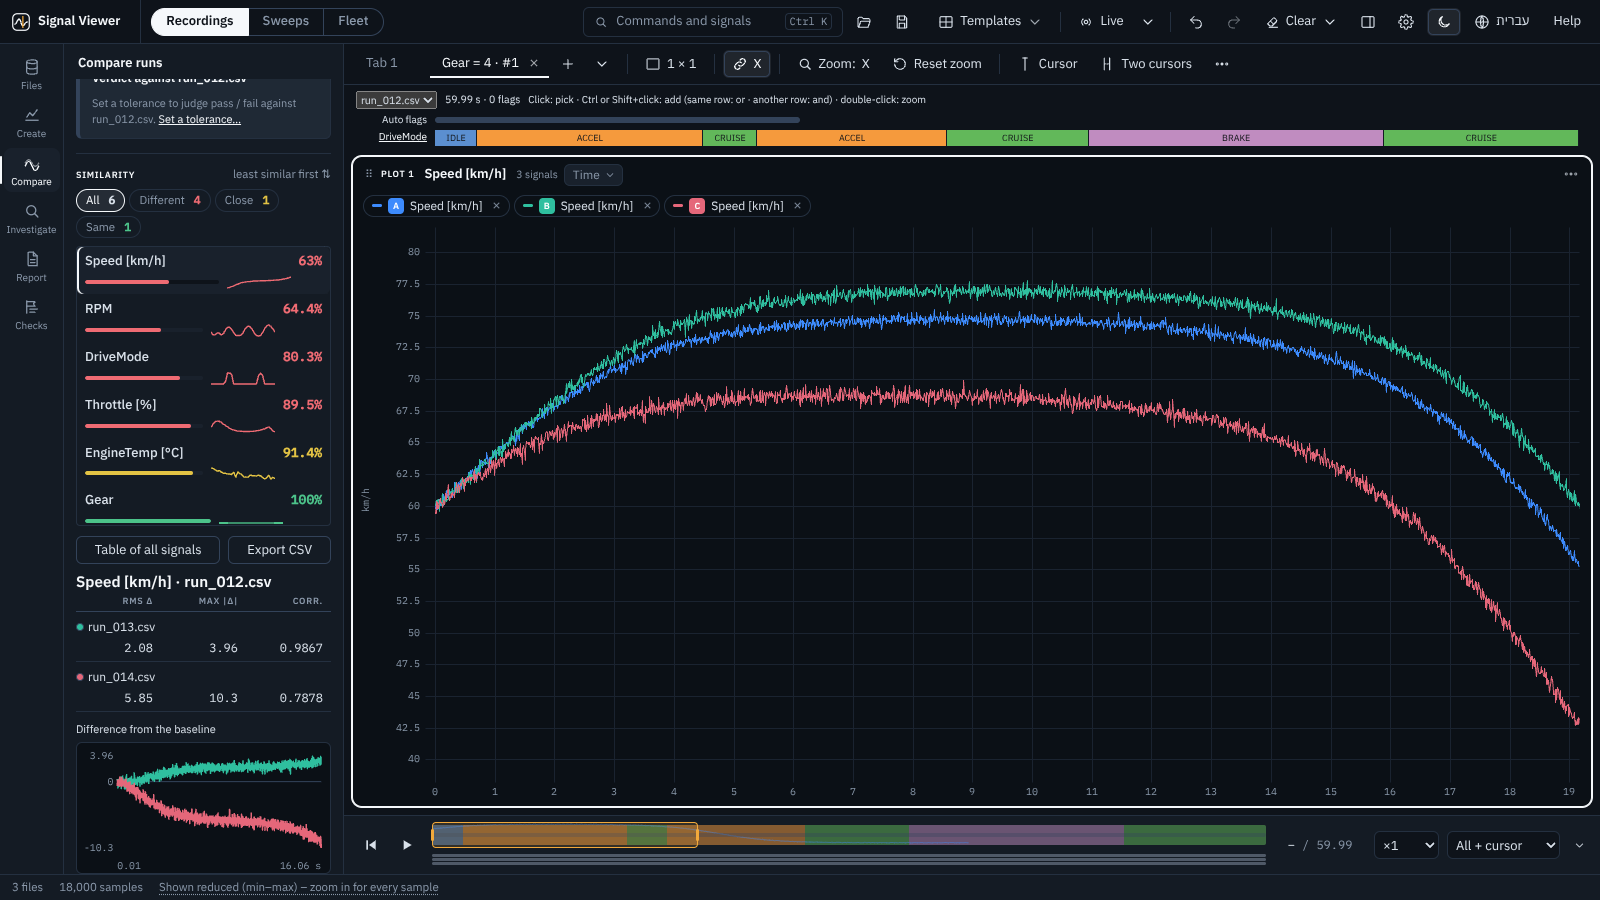 Signal Viewer
Recordings Sweeps Fleet
Commands and signals Ctrl K
Templates
Live
Clear
עברית
Help
Files
Create
Compare
Investigate
Report
Checks
Compare runs
Verdict against run_012.csv
Set a tolerance to judge pass / fail against
run_012.csv. Set a tolerance...
SIMILARITY least similar first ⇅
All 6 Different 4 Close 1
Same 1
Speed [km/h] 63%
RPM 64.4%
DriveMode 80.3%
Throttle [%] 89.5%
EngineTemp [°C] 91.4%
Gear 100%
Table of all signals Export CSV
Speed [km/h] · run_012.csv
RMS Δ MAX |Δ| CORR.
run_013.csv
2.08 3.96 0.9867
run_014.csv
5.85 10.3 0.7878
Difference from the baseline
3.96
0
-10.3
0.01 16.06 s
Tab 1 Gear = 4 · #1 × +
1 × 1
X
Zoom: X
Reset zoom
Cursor
Two cursors
run_012.csv 59.99 s · 0 flags Click: pick · Ctrl or Shift+click: add (same row: or · another row: and) · double-click: zoom
Auto flags
DriveMode IDLE ACCEL CRUISE ACCEL CRUISE BRAKE CRUISE
PLOT 1 Speed [km/h] 3 signals Time
A Speed [km/h] × B Speed [km/h] × C Speed [km/h] ×
km/h
80
77.5
75
72.5
70
67.5
65
62.5
60
57.5
55
52.5
50
47.5
45
42.5
40
0 1 2 3 4 5 6 7 8 9 10 11 12 13 14 15 16 17 18 19
– / 59.99 ×1 All + cursor
3 files 18,000 samples Shown reduced (min–max) – zoom in for every sample